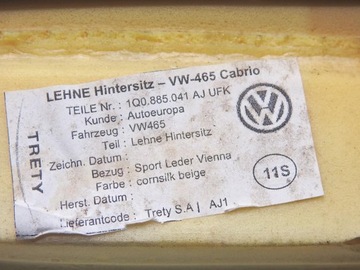 LEHNE Hintersitz – VW-465 Cabrio
TEILE Nr.: 1Q0.885.041 AJ UFK
Kunde : Autoeuropa
Fahrzeug : VW465
Teil : Lehne Hintersitz
Zeichn. Datum :
Bezug : Sport Leder Vienna
Farbe : cornsilk beige
Herst. Datum :
Lieferantcode : Trety S.A | AJ1
TRETY
VW
11S